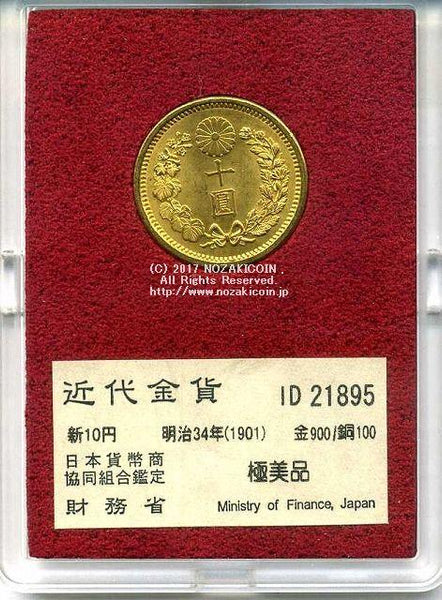 十
圓
(C) 2017 NOZAKICOIN .
All Rights Reserved.
http://www.nozakicoin.jp/
近代金貨 ID 21895
新10円 明治34年(1901) 金900/銅100
日本貨幣商
協同組合鑑定 極美品
財務省 Ministry of Finance, Japan